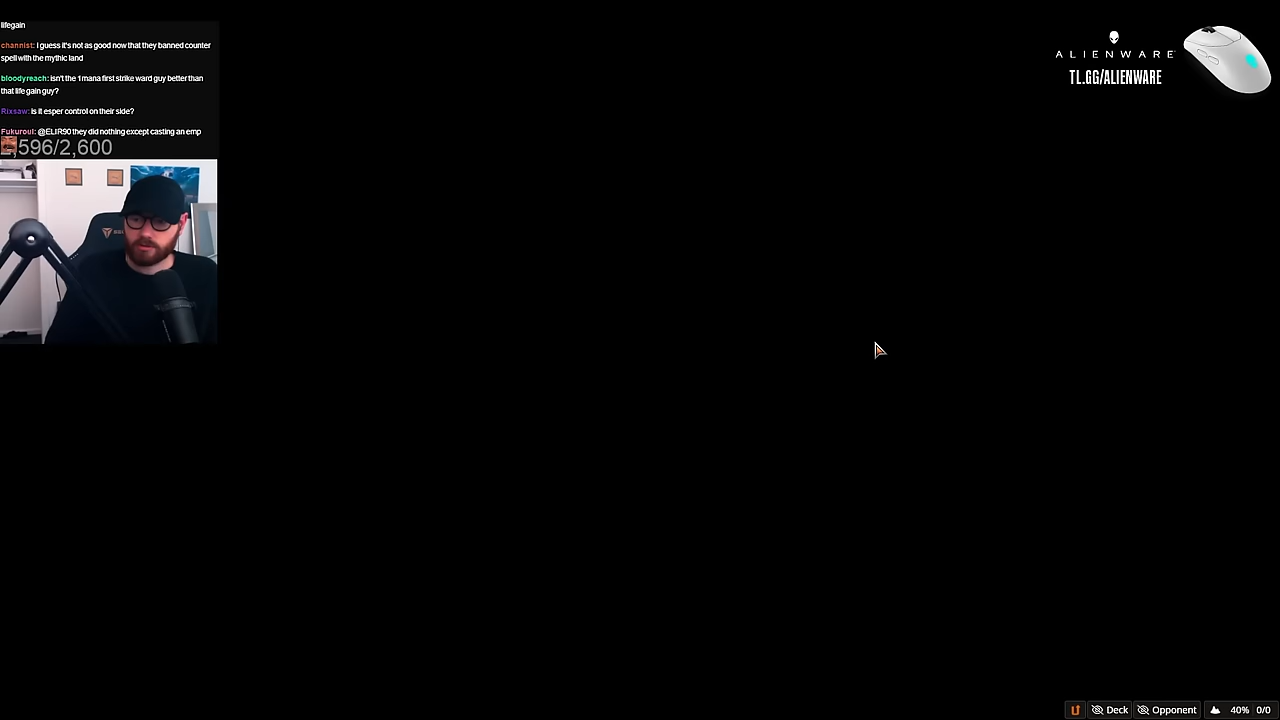 lifegain
channist: I guess it's not as good now that they banned counter
spell with the mythic land
bloodyreach: isn't the 1 mana first strike ward guy better than
that life gain guy?
Rixsaw: is it esper control on their side?
Fukurou: @ELIR90 they did nothing except casting an emp
,596/2,600
ALIENWARE
TL.GG/ALIENWARE
Deck
Opponent
40% 0/0